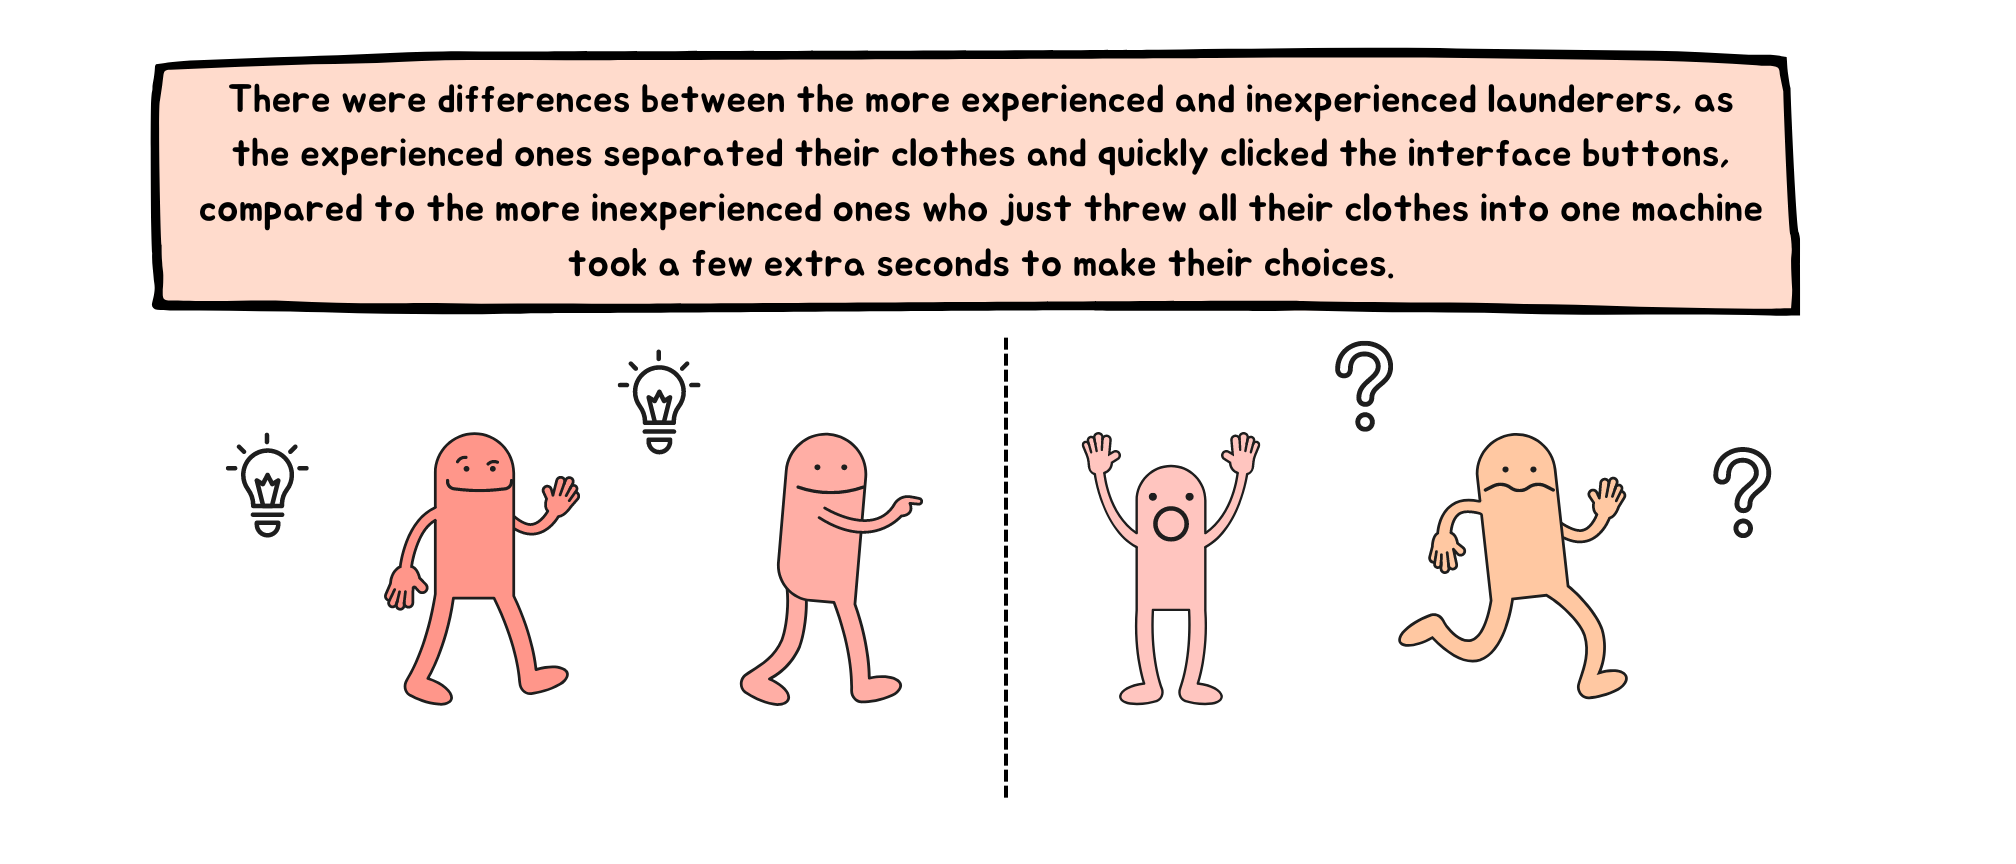 There were differences between the more experienced and inexperienced launderers, as
the experienced ones separated their clothes and quickly clicked the interface buttons,
compared to the more inexperienced ones who just threw all their clothes into one machine
took a few extra seconds to make their choices.